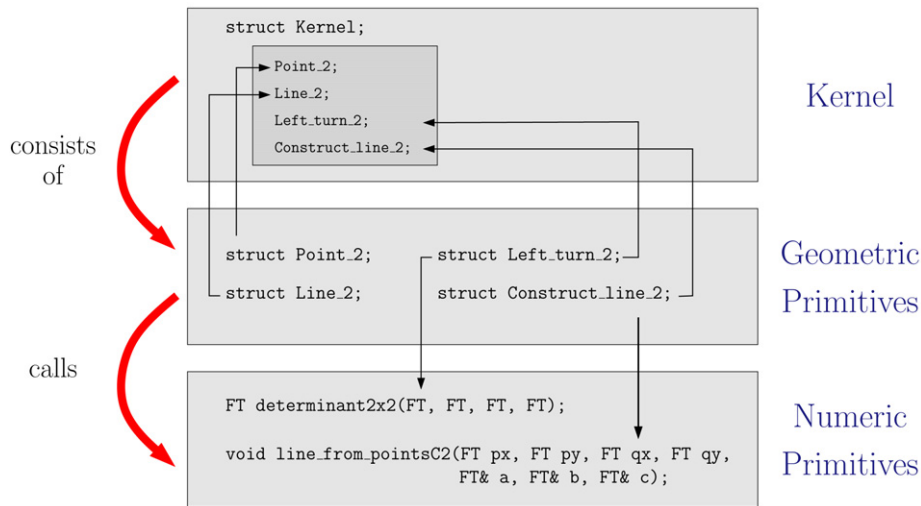 struct Kernel;
Point_2;
Line_2;
Left_turn_2;
Construct_line_2;
Kernel
consists
of
struct Point_2;
struct Left_turn_2;
struct Line_2;
struct Construct_line_2;
Geometric
Primitives
calls
FT determinant2x2(FT, FT, FT, FT);
void line_from_pointsC2(FT px, FT py, FT qx, FT qy,
FT& a, FT& b, FT& c);
Numeric
Primitives